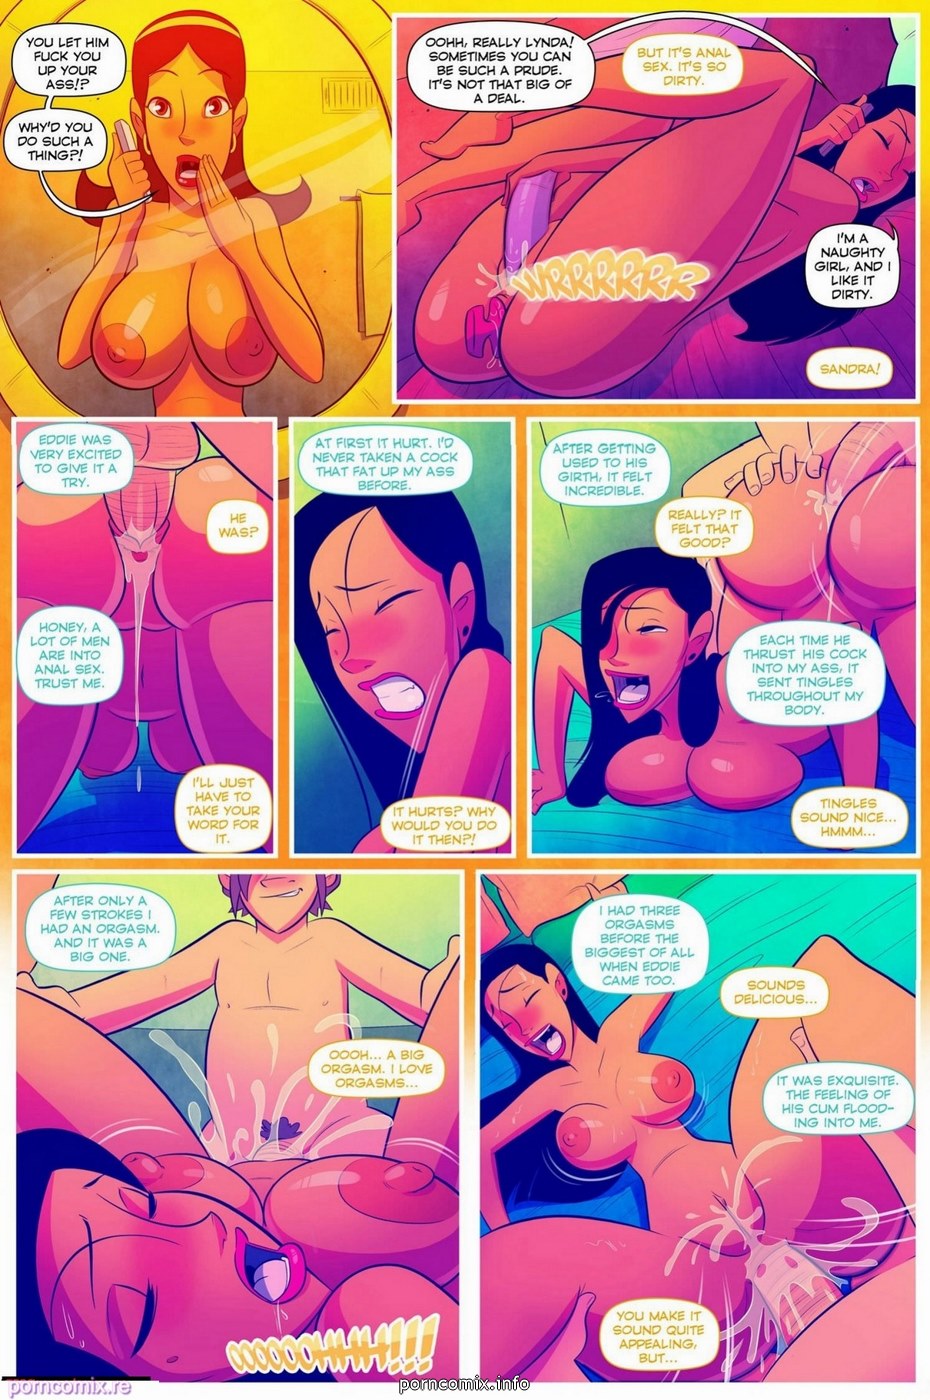 YOU LET HIM
FUCK YOU
UP YOUR
ASS!?
WHY'D YOU
DO SUCH A
THING?!
OOHH, REALLY LYNDA!
SOMETIMES YOU CAN
BE SUCH A PRUDE.
IT'S NOT THAT BIG OF
A DEAL.
BUT IT'S ANAL
SEX. IT'S SO
DIRTY.
WRRRRRRR
I'M A
NAUGHTY
GIRL, AND I
LIKE IT
DIRTY.
SANDRA!
EDDIE WAS
VERY EXCITED
TO GIVE IT A
TRY.
HE
WAS?
HONEY, A
LOT OF MEN
ARE INTO
ANAL SEX.
TRUST ME.
I'LL JUST
HAVE TO
TAKE YOUR
WORD FOR
IT.
AT FIRST IT HURT. I'D
NEVER TAKEN A COCK
THAT FAT UP MY ASS
BEFORE.
IT HURTS? WHY
WOULD YOU DO
IT THEN?!
AFTER GETTING
USED TO HIS
GIRTH, IT FELT
INCREDIBLE.
REALLY? IT
FELT THAT
GOOD?
EACH TIME HE
THRUST HIS COCK
INTO MY ASS, IT
SENT TINGLES
THROUGHOUT MY
BODY.
TINGLES
SOUND NICE...
HMMM...
AFTER ONLY A
FEW STROKES I
HAD AN ORGASM.
AND IT WAS A
BIG ONE.
OOOH... A BIG
ORGASM. I LOVE
ORGASMS...
OOOOOOHHH!!!!
I HAD THREE
ORGASMS
BEFORE THE
BIGGEST OF ALL
WHEN EDDIE
CAME TOO.
SOUNDS
DELICIOUS...
IT WAS EXQUISITE.
THE FEELING OF
HIS CUM FLOOD-
ING INTO ME.
YOU MAKE IT
SOUND QUITE
APPEALING,
BUT...
porncomix.re
porncomix.info